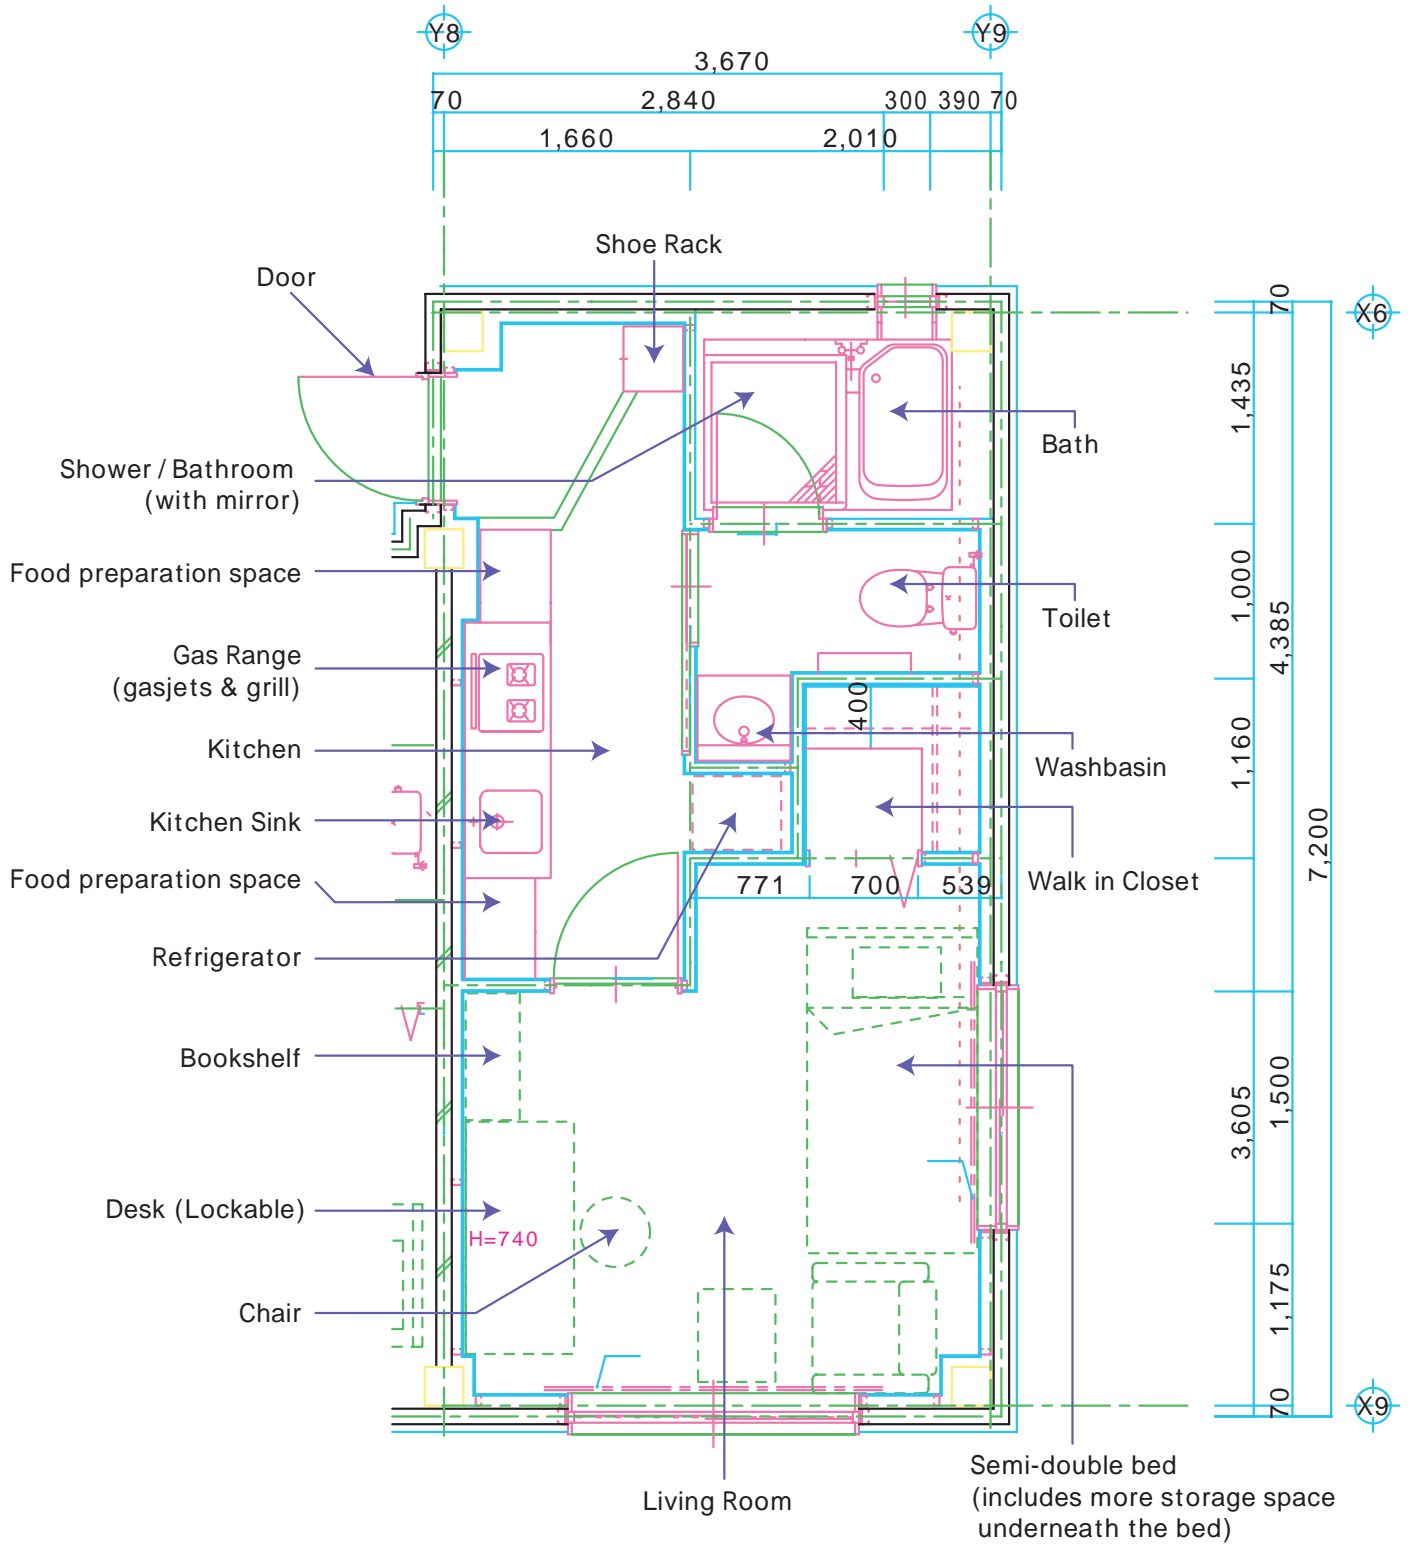 Y8
Y9
3,670
70
2,840
300
390
70
1,660
2,010
Shoe Rack
Door
70
X6
1,435
Bath
Shower / Bathroom
(with mirror)
Food preparation space
1,000
Toilet
4,385
Gas Range
(gasjets & grill)
400
Kitchen
1,160
Washbasin
Kitchen Sink
7,200
Food preparation space
771
700
539
Walk in Closet
Refrigerator
Bookshelf
1,500
3,605
Desk (Lockable)
H=740
Chair
1,175
70
X9
Semi-double bed
(includes more storage space
underneath the bed)
Living Room